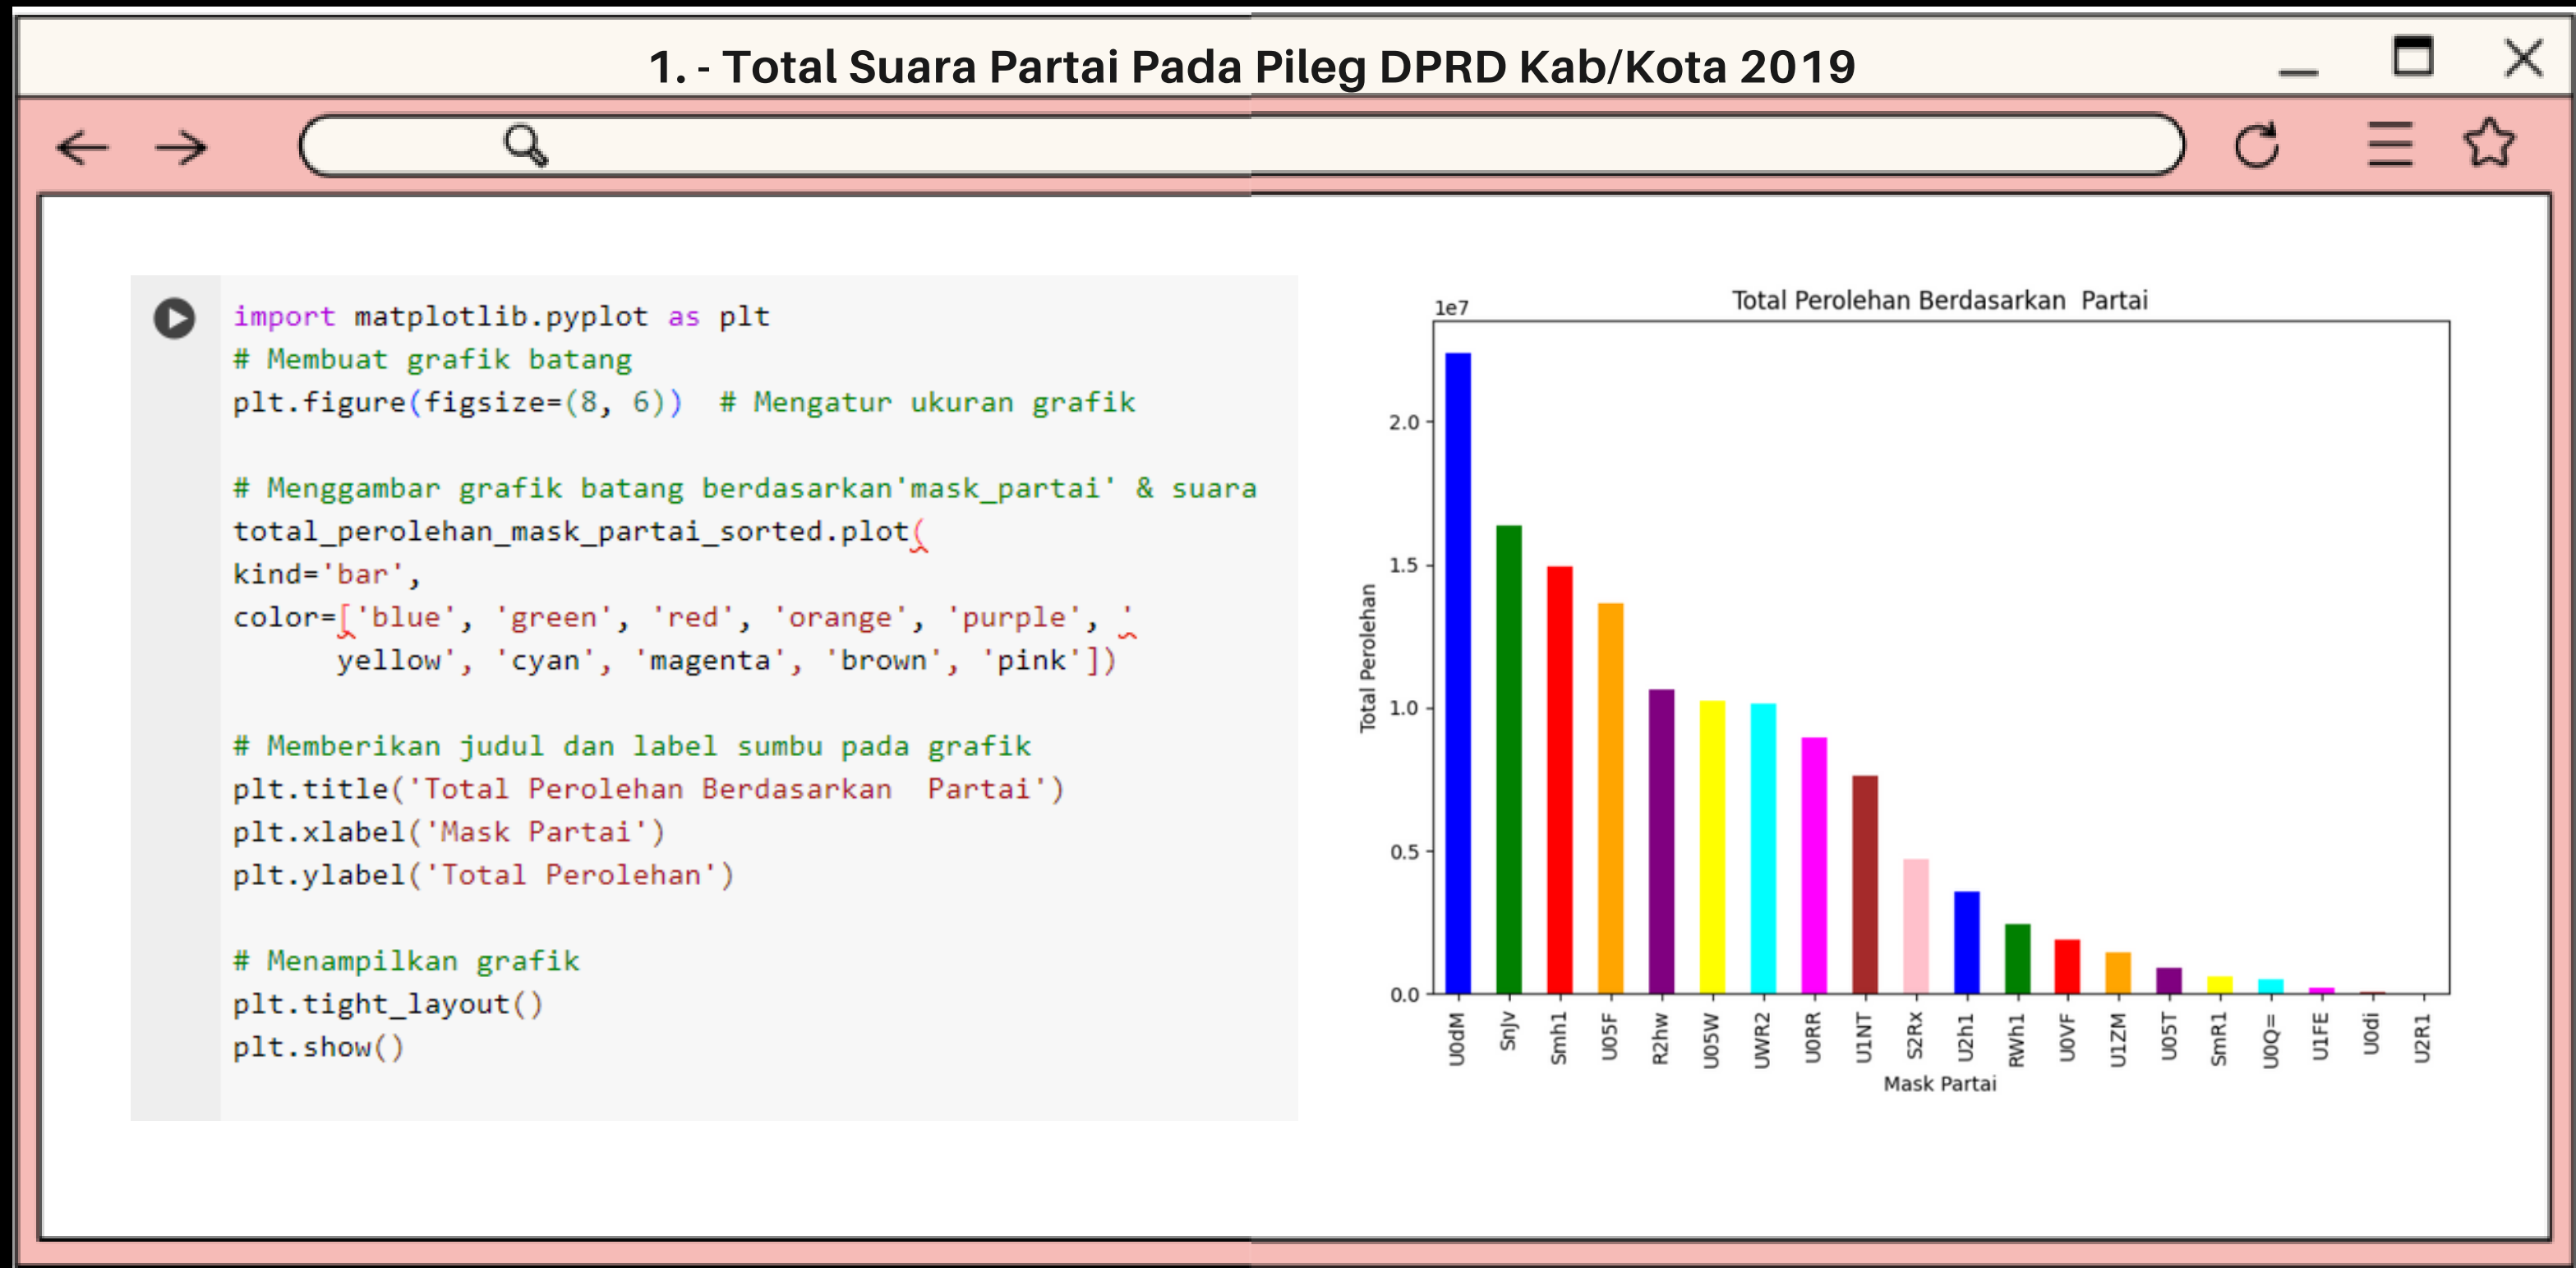 1. - Total Suara Partai Pada Pileg DPRD Kab/Kota 2019
import matplotlib.pyplot as plt
# Membuat grafik batang
plt.figure(figsize=(8, 6))  # Mengatur ukuran grafik
# Menggambar grafik batang berdasarkan'mask_partai' & suara
total_perolehan_mask_partai_sorted.plot(
kind='bar',
color=['blue', 'green', 'red', 'orange', 'purple', '
yellow', 'cyan', 'magenta', 'brown', 'pink'])
# Memberikan judul dan label sumbu pada grafik
plt.title('Total Perolehan Berdasarkan  Partai')
plt.xlabel('Mask Partai')
plt.ylabel('Total Perolehan')
# Menampilkan grafik
plt.tight_layout()
plt.show()
Total Perolehan Berdasarkan  Partai
1e7
2.0
1.5
1.0
0.5
0.0
Total Perolehan
U0dM
SnJv
Smh1
U05F
R2hw
U05W
UWR2
U0RR
U1NT
S2Rx
U2h1
RWh1
U0VF
U1ZM
U05T
SmR1
U0Q=
U1FE
U0di
U2R1
Mask Partai